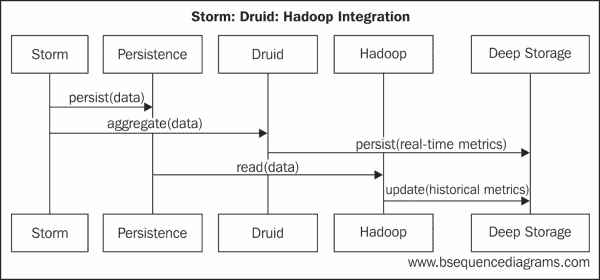 Storm: Druid: Hadoop Integration
Storm Persistence Druid Hadoop Deep Storage
persist(data)
aggregate(data)
persist(real-time metrics)
read(data)
update(historical metrics)
Storm Persistence Druid Hadoop Deep Storage
www.bsequencediagrams.com